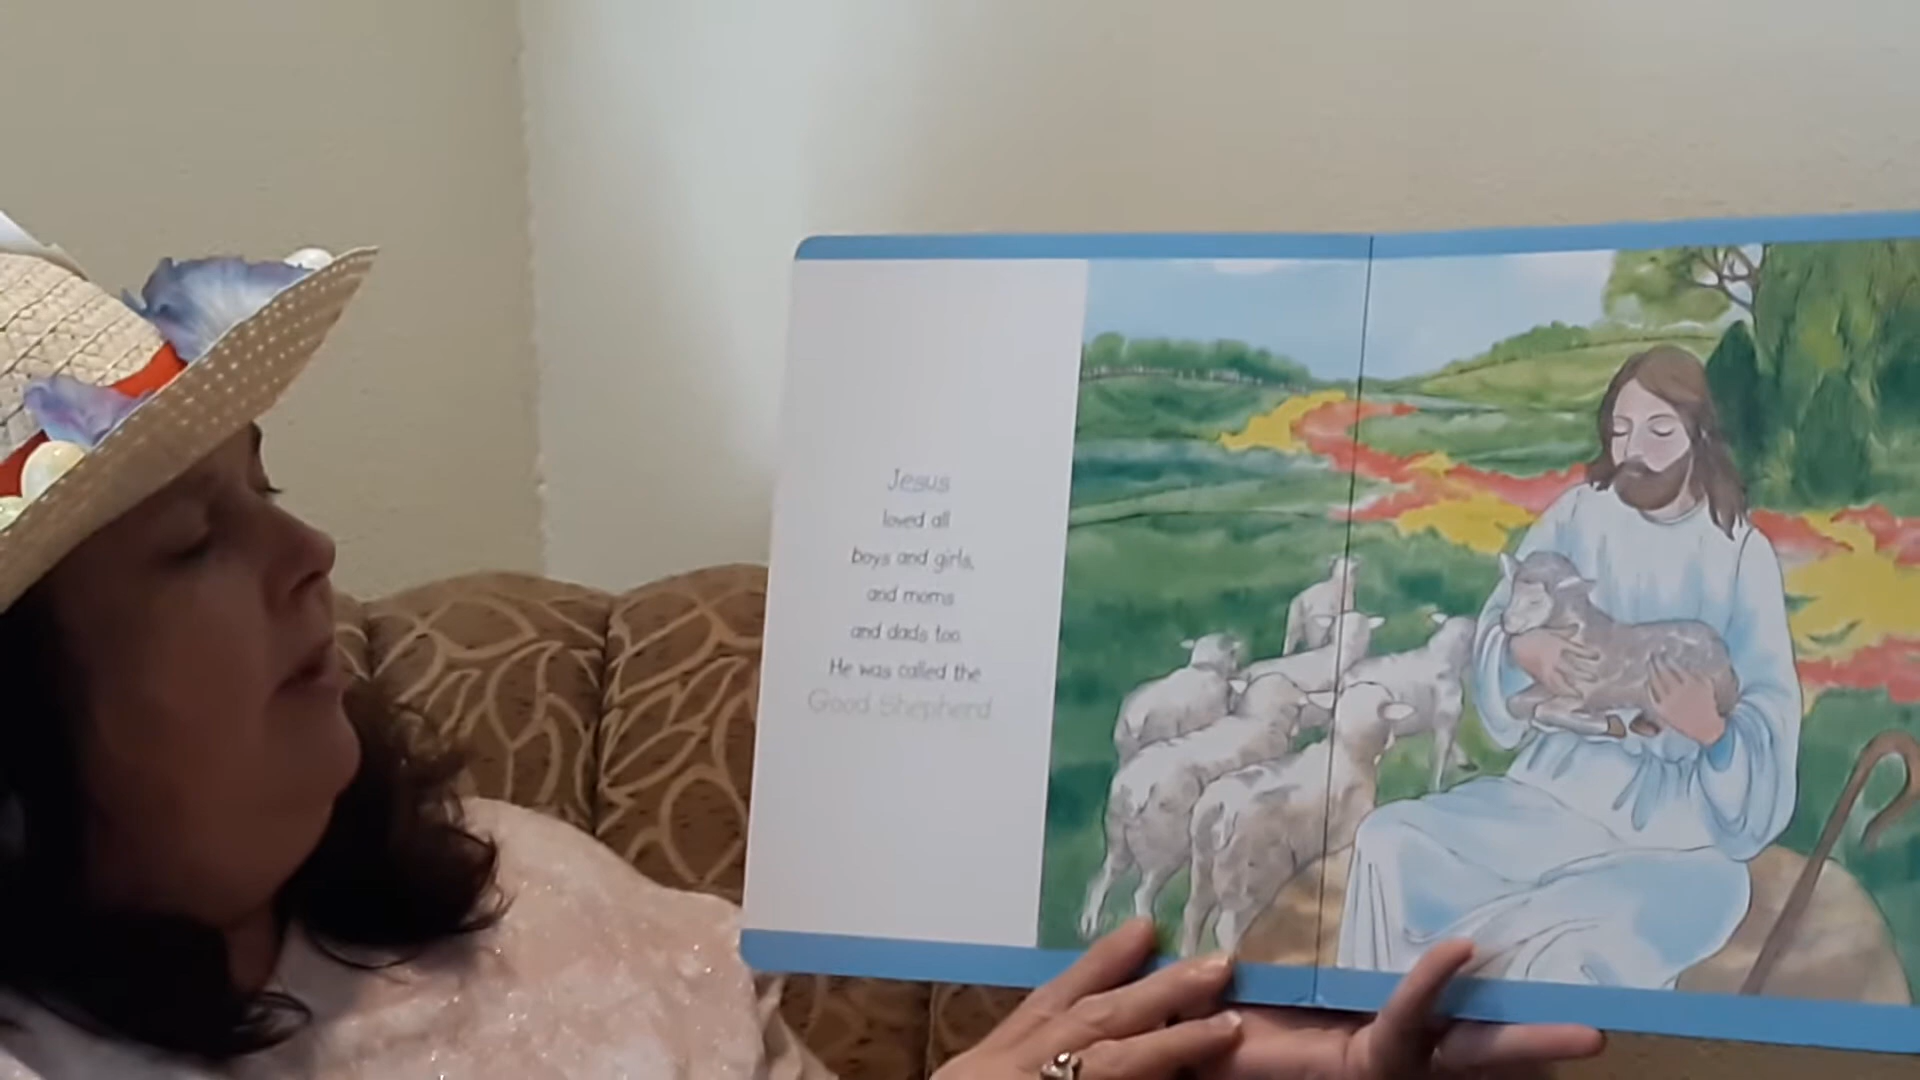 Jesus
loved all
boys and girls,
and moms
and dads too.
He was called the
Good Shepherd.